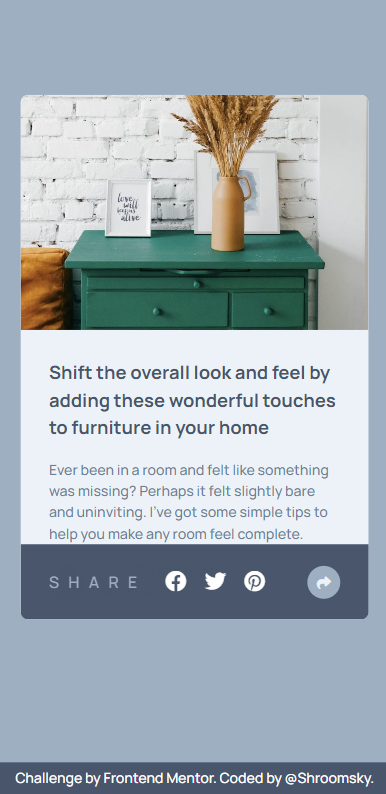 love
will
keep us
alive
Shift the overall look and feel by
adding these wonderful touches
to furniture in your home
Ever been in a room and felt like something
was missing? Perhaps it felt slightly bare
and uninviting. I've got some simple tips to
help you make any room feel complete.
SHARE
Challenge by Frontend Mentor. Coded by @Shroomsky.